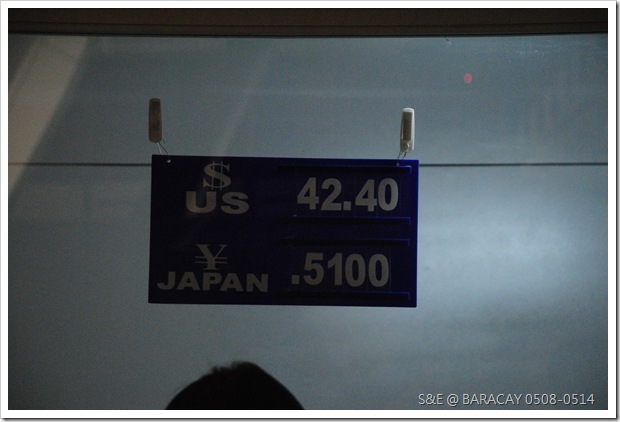 $
US 42.40
¥
JAPAN .5100
S&E @ BARACAY 0508-0514